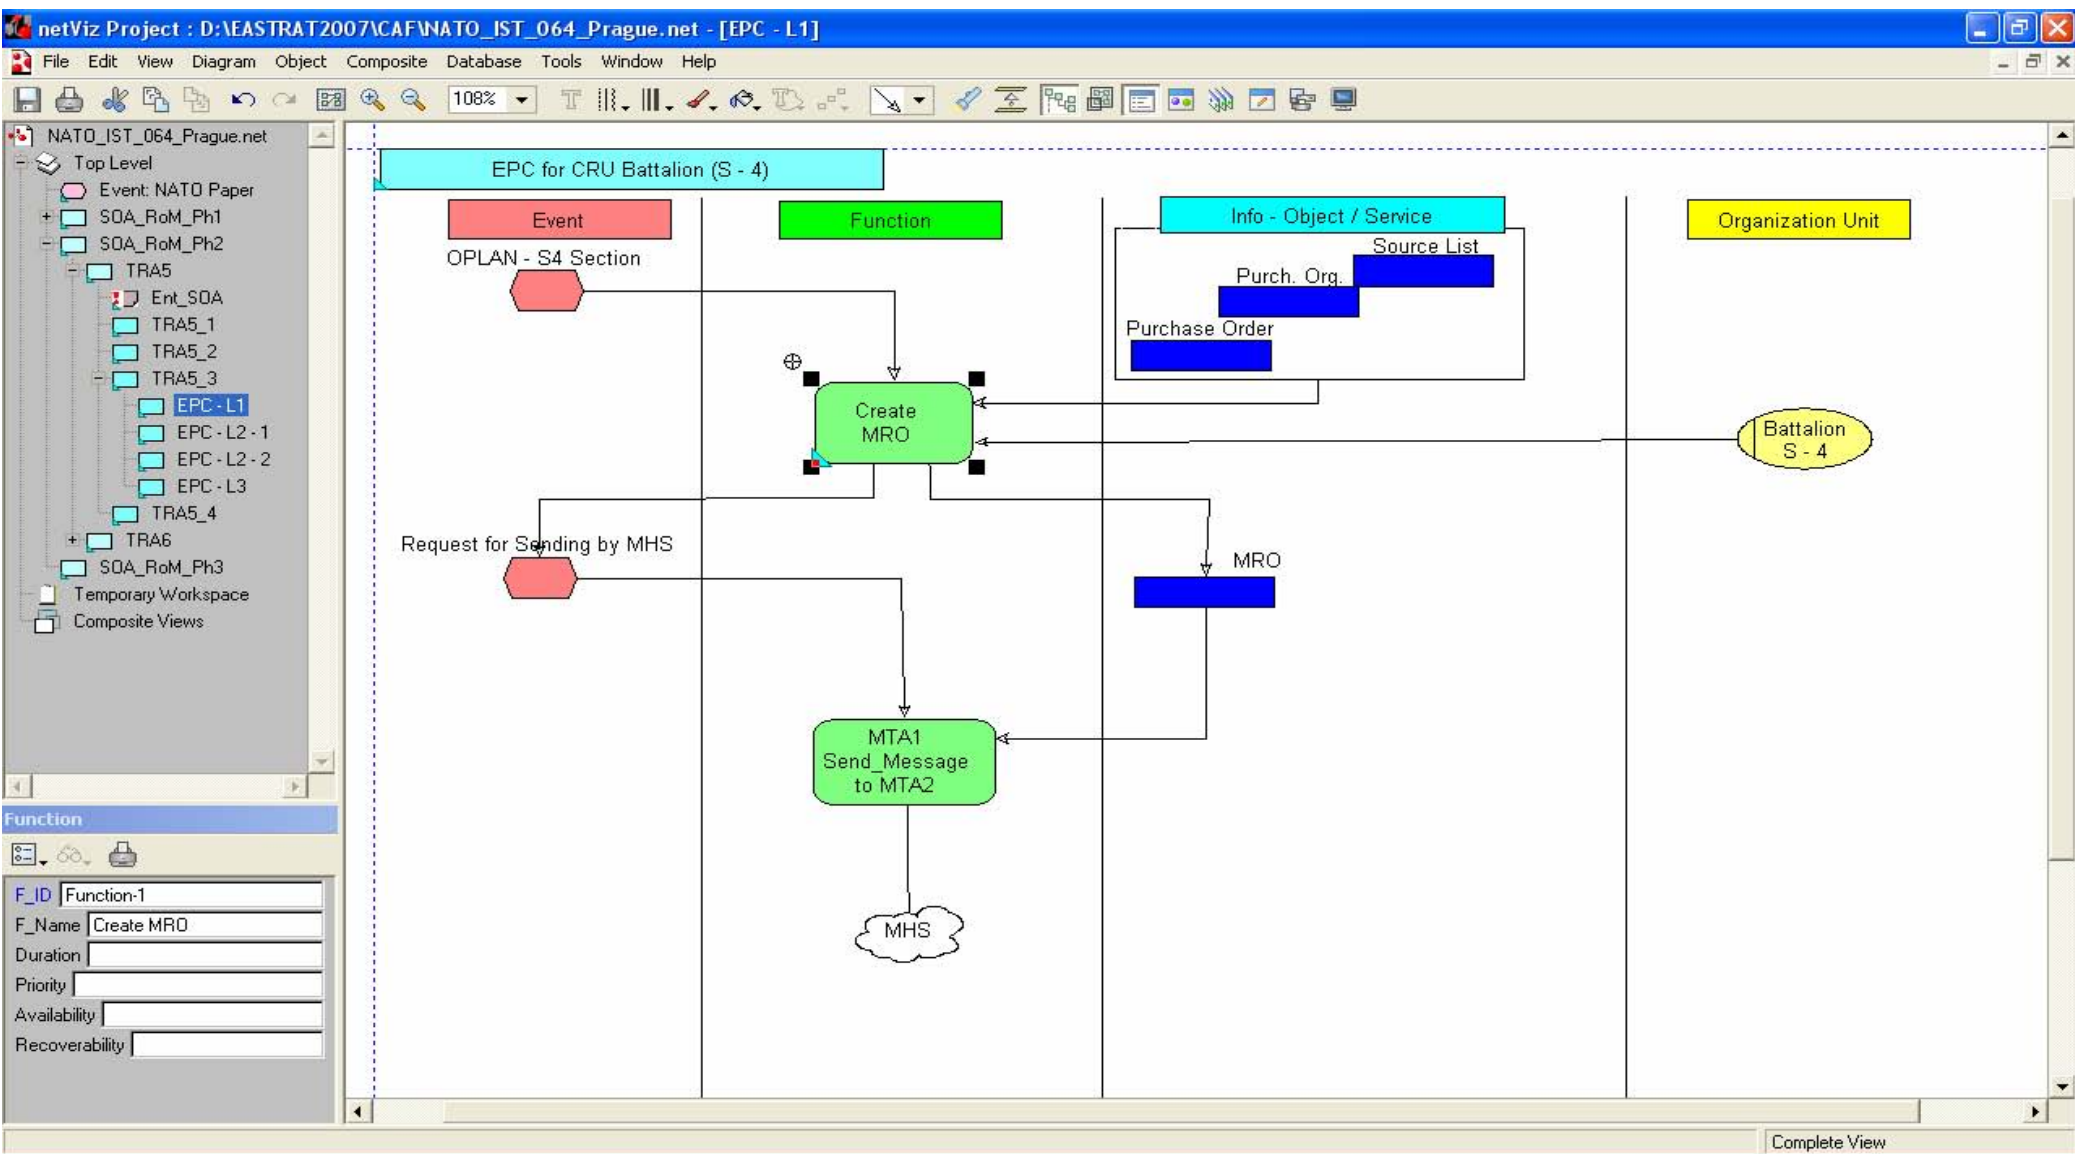 netViz Project : D:\EASTRAT2007\CAF\NATO_IST_064_Prague.net - [EPC - L1]
File Edit View Diagram Object Composite Database Tools Window Help
108%
NATO_IST_064_Prague.net
Top Level
Event: NATO Paper
SOA_RoM_Ph1
SOA_RoM_Ph2
TRA5
Ent_SOA
TRA5_1
TRA5_2
TRA5_3
EPC - L1
EPC - L2 - 1
EPC - L2 - 2
EPC - L3
TRA5_4
TRA6
SOA_RoM_Ph3
Temporary Workspace
Composite Views
Function
F_ID Function-1
F_Name Create MRO
Duration
Priority
Availability
Recoverability
EPC for CRU Battalion (S - 4)
Event
Function
Info - Object / Service
Organization Unit
OPLAN - S4 Section
Source List
Purch. Org.
Purchase Order
Create
MRO
Battalion
S - 4
Request for Sending by MHS
MRO
MTA1
Send_Message
to MTA2
MHS
Complete View